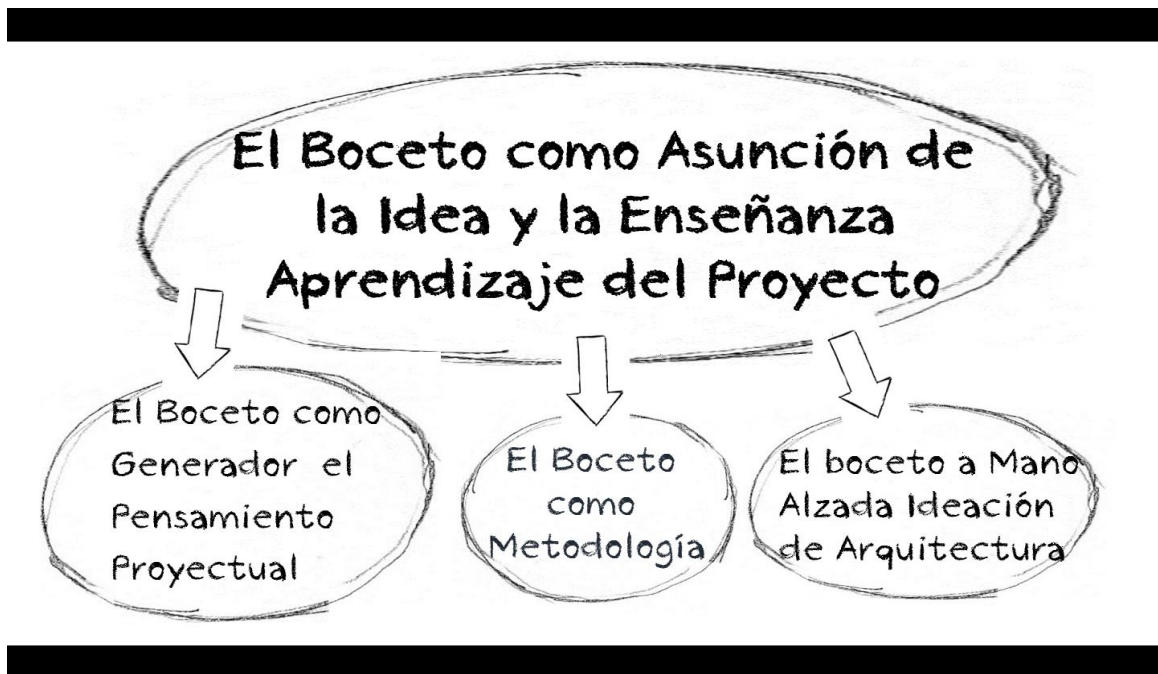 El Boceto como Asunción de
la Idea y la Enseñanza
Aprendizaje del Proyecto
El Boceto como
Generador el
Pensamiento
Proyectual
El Boceto
como
Metodología
El boceto a Mano
Alzada Ideación
de Arquitectura